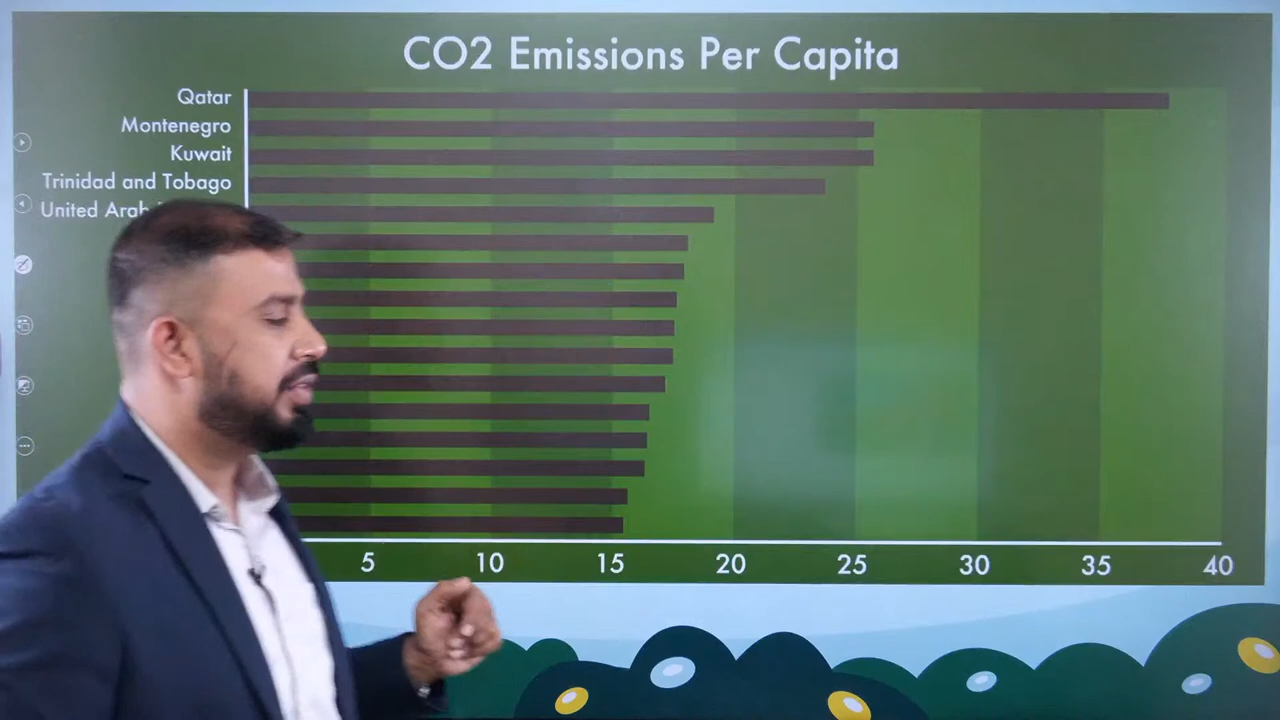 CO2 Emissions Per Capita
Qatar
Montenegro
Kuwait
Trinidad and Tobago
United Arab
5 10 15 20 25 30 35 40